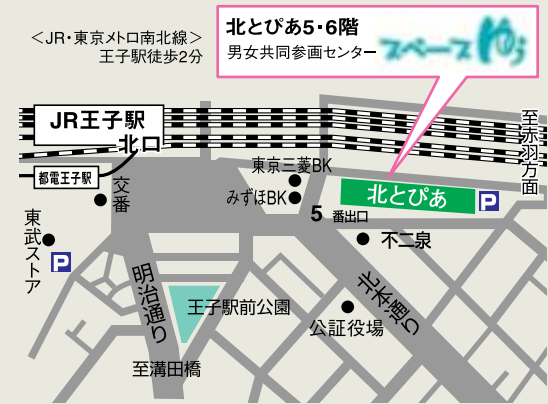 <JR・東京メトロ南北線>
王子駅徒歩2分
北とぴあ5・6階
男女共同参画センター
スペースゆう
JR王子駅
北口
都電王子駅
交番
東武ストア
P
東京三菱BK
みずほBK
5 番出口
北とぴあ
P
至赤羽方面
不二泉
北本通り
公証役場
王子駅前公園
明治通り
至溝田橋